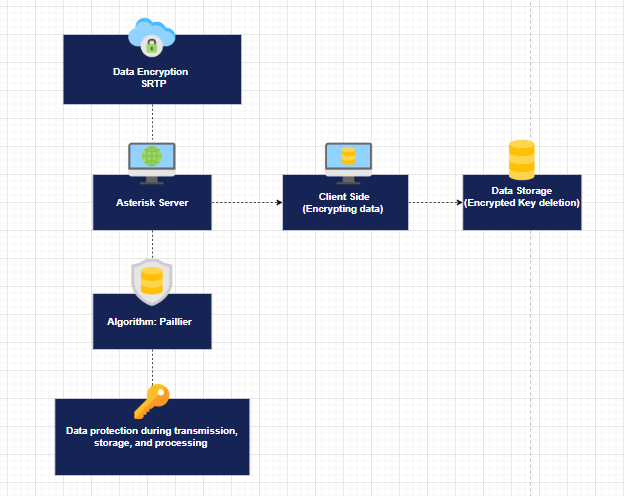 Data Encryption
SRTP
Asterisk Server
Client Side
(Encrypting data)
Data Storage
(Encrypted Key deletion)
Algorithm: Paillier
Data protection during transmission,
storage, and processing